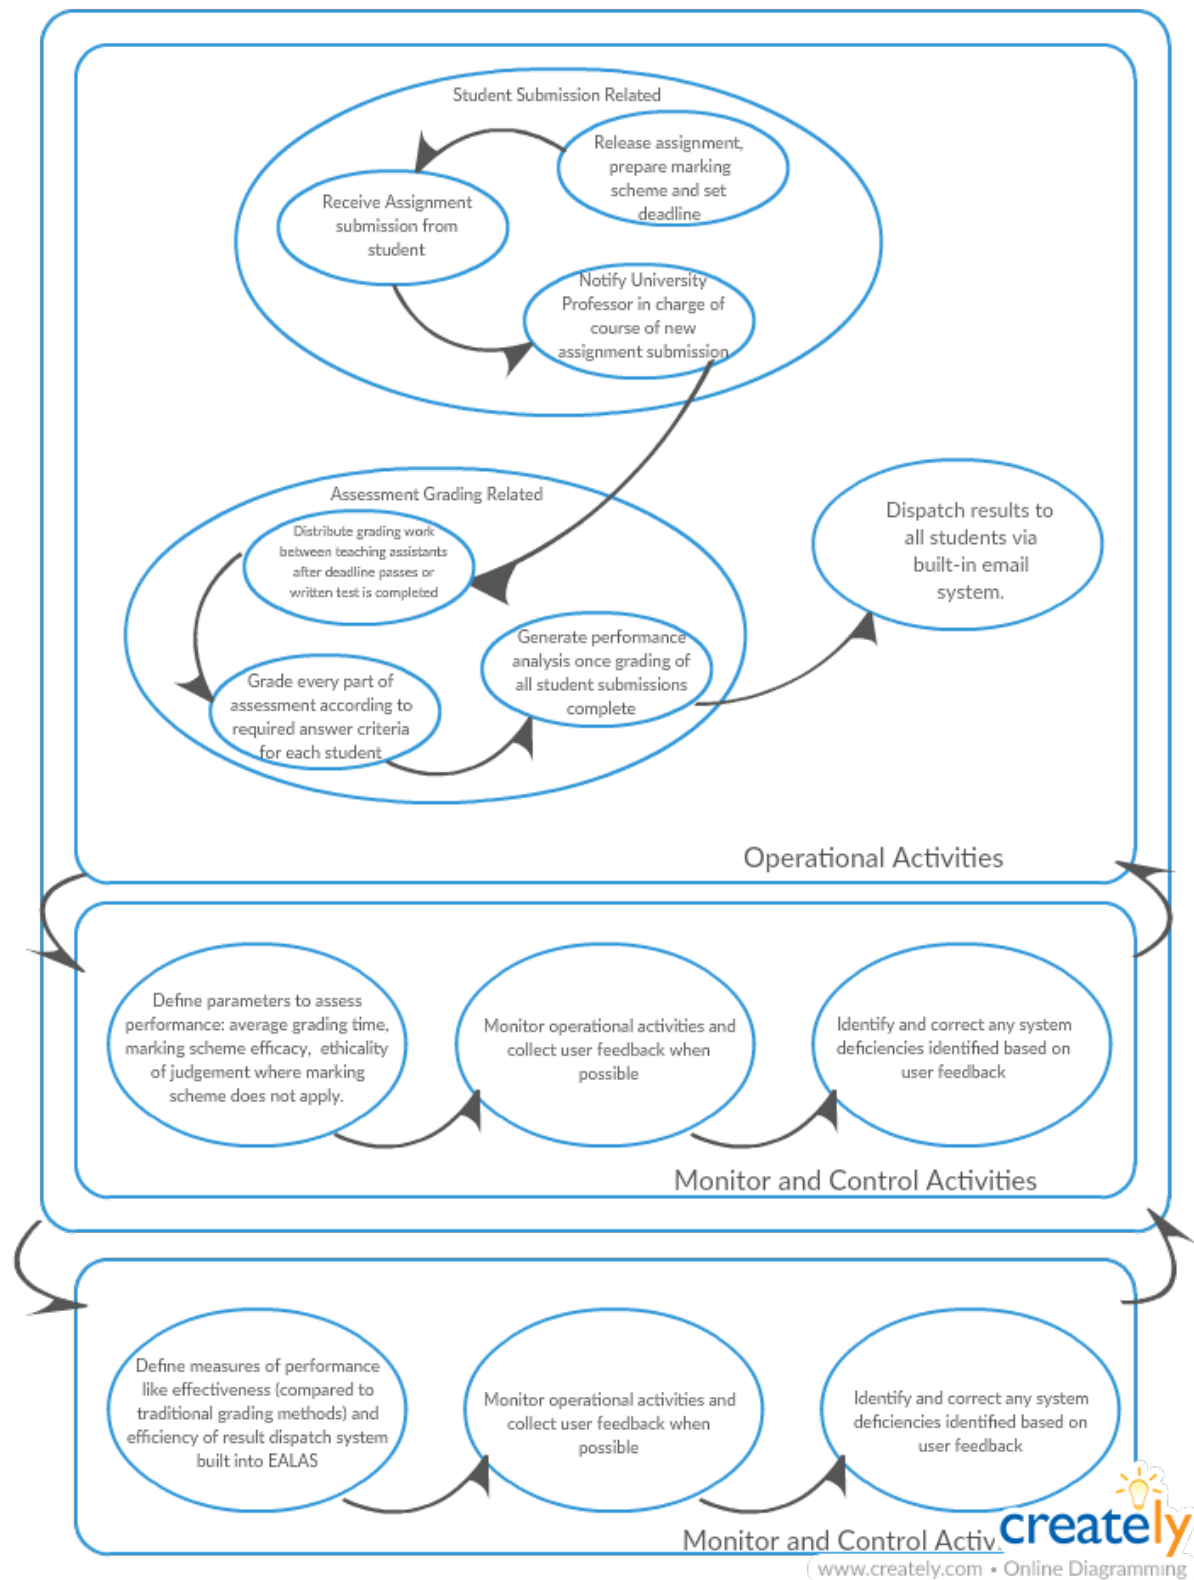 Student Submission Related
Release assignment,
prepare marking
scheme and set
deadline
Receive Assignment
submission from
student
Notify University
Professor in charge of
course of new
assignment submission
Assessment Grading Related
Distribute grading work
between teaching assistants
after deadline passes or
written test is completed
Dispatch results to
all students via
built-in email
system.
Generate performance
analysis once grading of
all student submissions
complete
Grade every part of
assessment according to
required answer criteria
for each student
Operational Activities
Define parameters to assess
performance: average grading time,
marking scheme efficacy, ethicality
of judgement where marking
scheme does not apply.
Monitor operational activities and
collect user feedback when
possible
Identify and correct any system
deficiencies identified based on
user feedback
Monitor and Control Activities
Define measures of performance
like effectiveness (compared to
traditional grading methods) and
efficiency of result dispatch system
built into EALAS
Monitor operational activities and
collect user feedback when
possible
Identify and correct any system
deficiencies identified based on
user feedback
Monitor and Control Activ
creately
www.creately.com • Online Diagramming